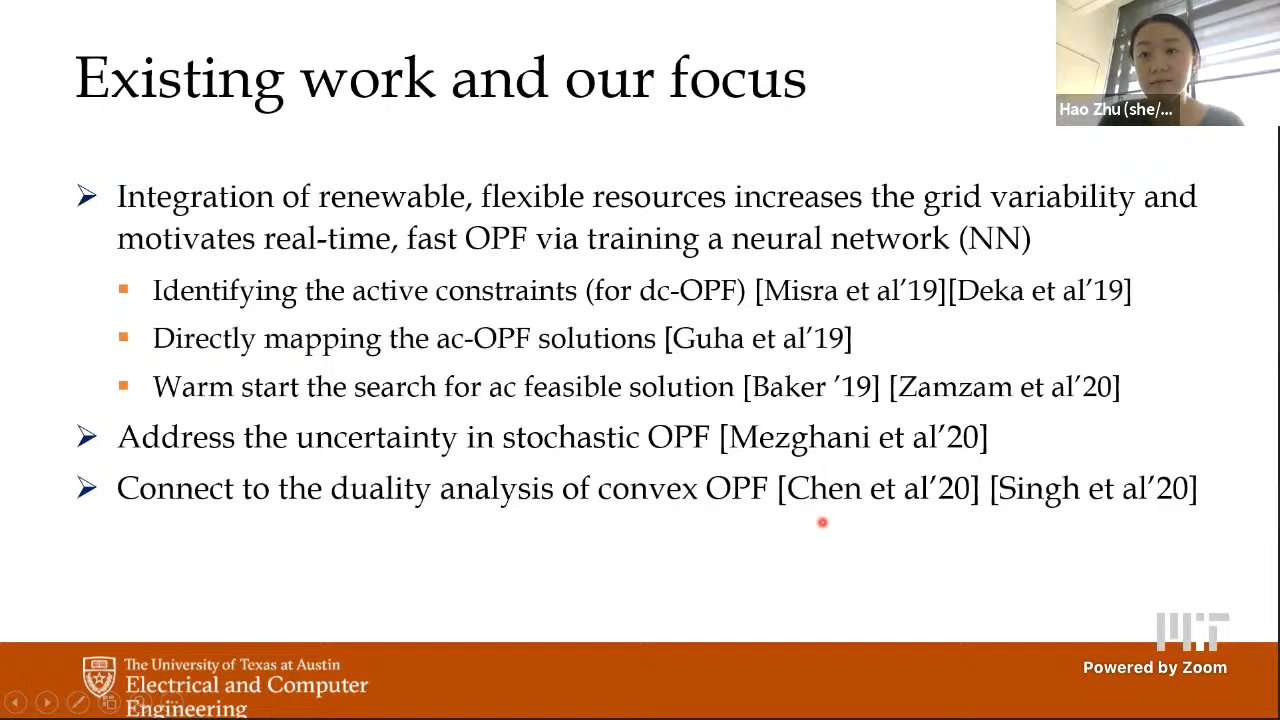 Existing work and our focus
Hao Zhu (she/...
➢ Integration of renewable, flexible resources increases the grid variability and
motivates real-time, fast OPF via training a neural network (NN)
▪ Identifying the active constraints (for dc-OPF) [Misra et al’19][Deka et al’19]
▪ Directly mapping the ac-OPF solutions [Guha et al’19]
▪ Warm start the search for ac feasible solution [Baker ’19] [Zamzam et al’20]
➢ Address the uncertainty in stochastic OPF [Mezghani et al’20]
➢ Connect to the duality analysis of convex OPF [Chen et al’20] [Singh et al’20]
MIT
Powered by Zoom
The University of Texas at Austin
Electrical and Computer
Engineering